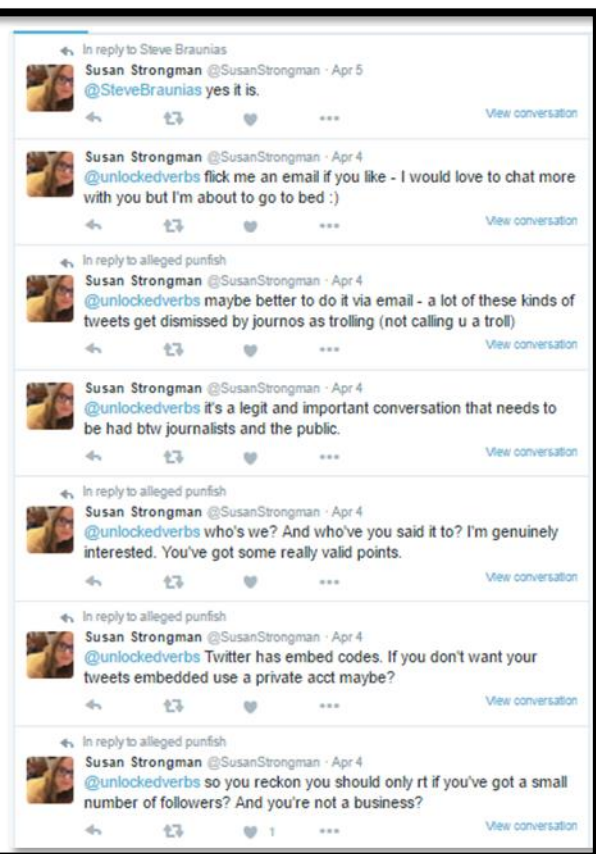 In reply to Steve Braunias
Susan Strongman @SusanStrongman · Apr 5
@SteveBraunias yes it is.
View conversation
Susan Strongman @SusanStrongman · Apr 4
@unlockedverbs flick me an email if you like - I would love to chat more
with you but I'm about to go to bed :)
View conversation
In reply to alleged punfish
Susan Strongman @SusanStrongman · Apr 4
@unlockedverbs maybe better to do it via email - a lot of these kinds of
tweets get dismissed by journos as trolling (not calling u a troll)
View conversation
Susan Strongman @SusanStrongman · Apr 4
@unlockedverbs it's a legit and important conversation that needs to
be had btw journalists and the public.
View conversation
In reply to alleged punfish
Susan Strongman @SusanStrongman · Apr 4
@unlockedverbs who's we? And who've you said it to? I'm genuinely
interested. You've got some really valid points.
View conversation
In reply to alleged punfish
Susan Strongman @SusanStrongman · Apr 4
@unlockedverbs Twitter has embed codes. If you don't want your
tweets embedded use a private acct maybe?
View conversation
In reply to alleged punfish
Susan Strongman @SusanStrongman · Apr 4
@unlockedverbs so you reckon you should only rt if you've got a small
number of followers? And you're not a business?
1
View conversation